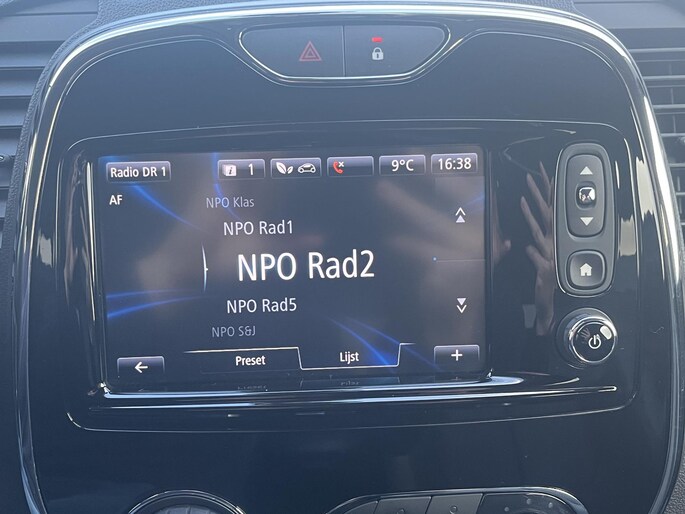 Radio DR 1
1
9°C
16:38
AF
NPO Klas
NPO Rad1
NPO Rad2
NPO Rad5
NPO S&J
Preset
Lijst
+